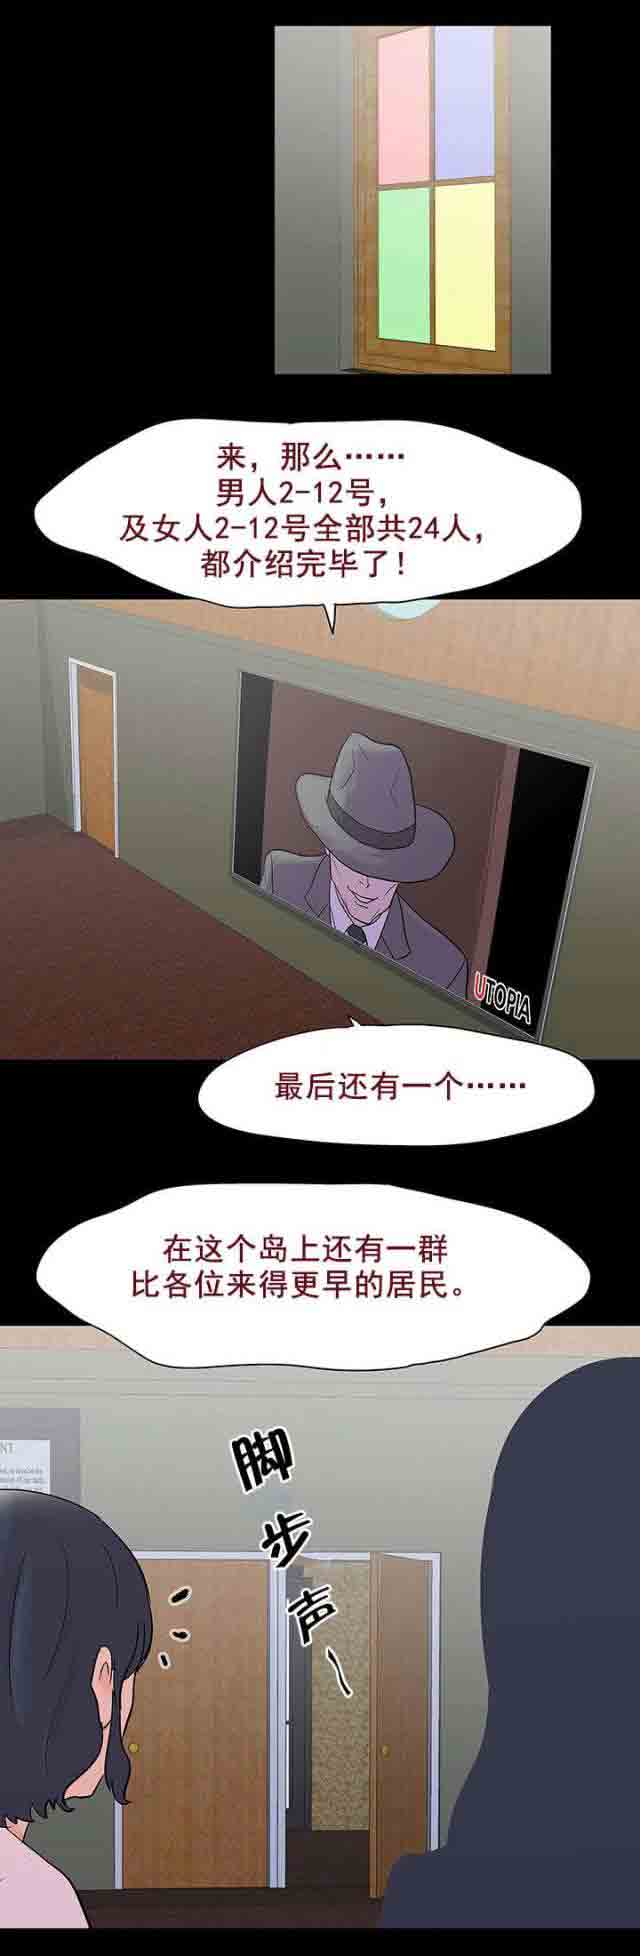 来，那么……
男人2-12号，
及女人2-12号全部共24人，
都介绍完毕了！
UTOPIA
最后还有一个……
在这个岛上还有一群
比各位来得更早的居民。
脚步声~
NT